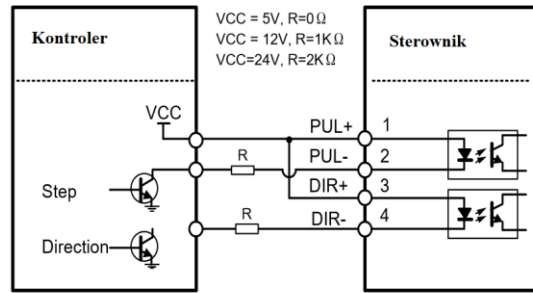 VCC = 5V, R=0Ω
VCC = 12V, R=1KΩ
VCC=24V, R=2KΩ
Kontroler
Sterownik
VCC
PUL+
1
R
PUL-
2
Step
DIR+
3
R
DIR-
4
Direction